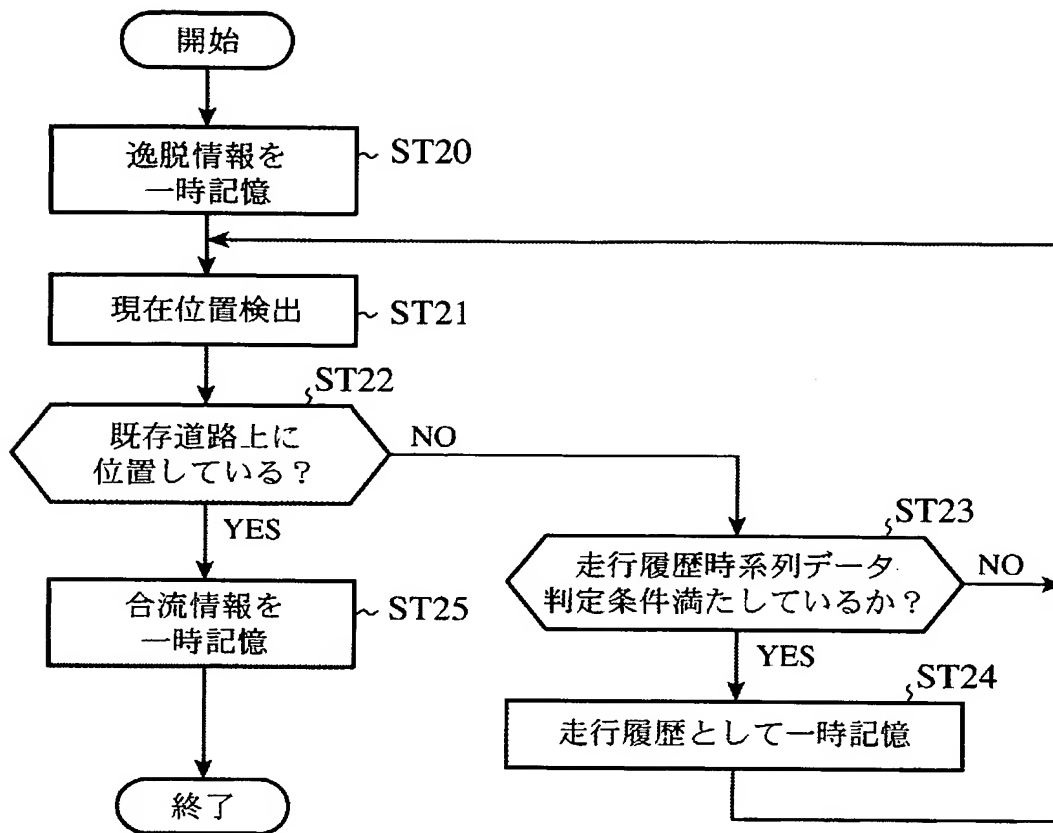 開始
逸脱情報を
一時記憶
ST20
現在位置検出
ST21
ST22
既存道路上に
位置している？
NO
YES
ST23
走行履歴時系列データ
判定条件満たしているか？
NO
YES
合流情報を
一時記憶
ST25
ST24
走行履歴として一時記憶
終了